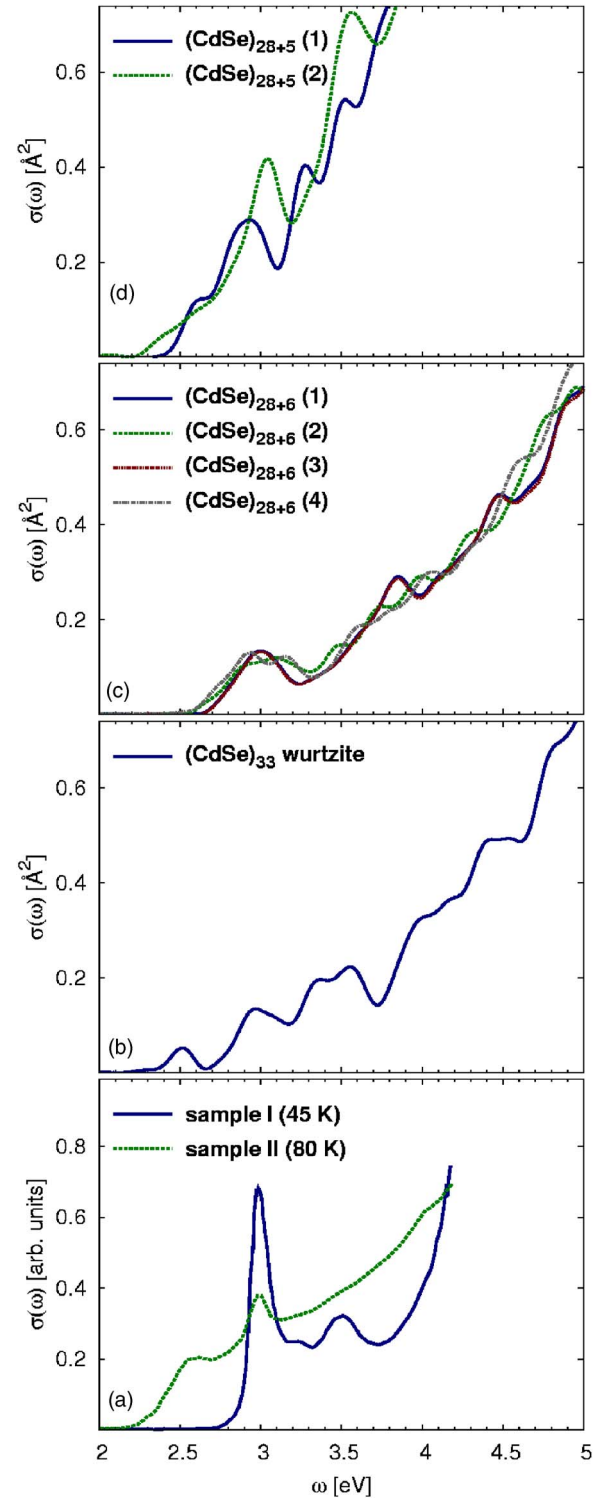 (CdSe)28+5 (1)
(CdSe)28+5 (2)
0.6
0.4
0.2
σ(ω) [Å2]
(d)
(CdSe)28+6 (1)
(CdSe)28+6 (2)
(CdSe)28+6 (3)
(CdSe)28+6 (4)
0.6
0.4
0.2
σ(ω) [Å2]
(c)
(CdSe)33 wurtzite
0.6
0.4
0.2
σ(ω) [Å2]
(b)
sample I (45 K)
sample II (80 K)
0.8
0.6
0.4
0.2
σ(ω) [arb. units]
(a)
2 2.5 3 3.5 4 4.5 5
ω [eV]